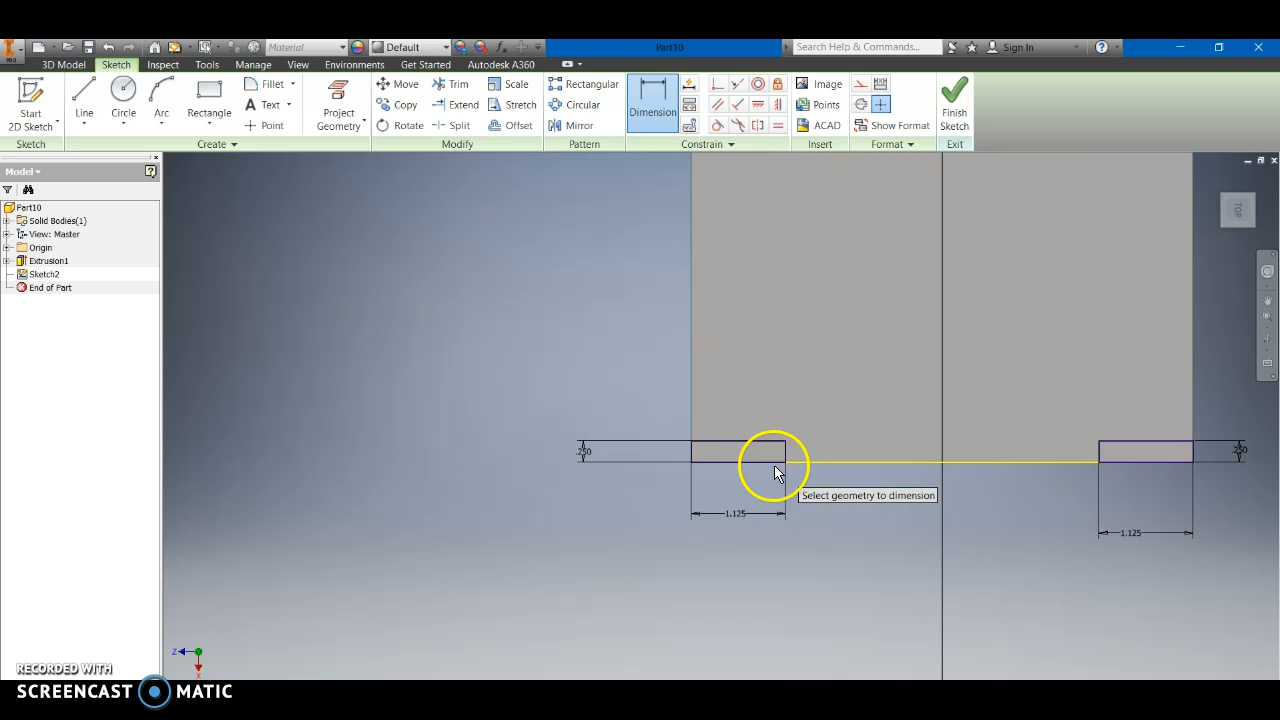 PRO
Material
Default
Part10
Search Help & Commands...
Sign In
3D Model Sketch Inspect Tools Manage View Environments Get Started Autodesk A360
Start 2D Sketch
Line
Circle
Arc
Rectangle
Fillet
Text
Point
Project Geometry
Move
Copy
Rotate
Trim
Extend
Split
Scale
Stretch
Offset
Rectangular
Circular
Mirror
Dimension
Image
Points
ACAD
Show Format
Finish Sketch
Sketch Create Modify Pattern Constrain Insert Format Exit
Model
Part10
Solid Bodies(1)
View: Master
Origin
Extrusion1
Sketch2
End of Part
TOP
.250
.250
Select geometry to dimension
1.125
1.125
Z
X
RECORDED WITH
SCREENCAST MATIC